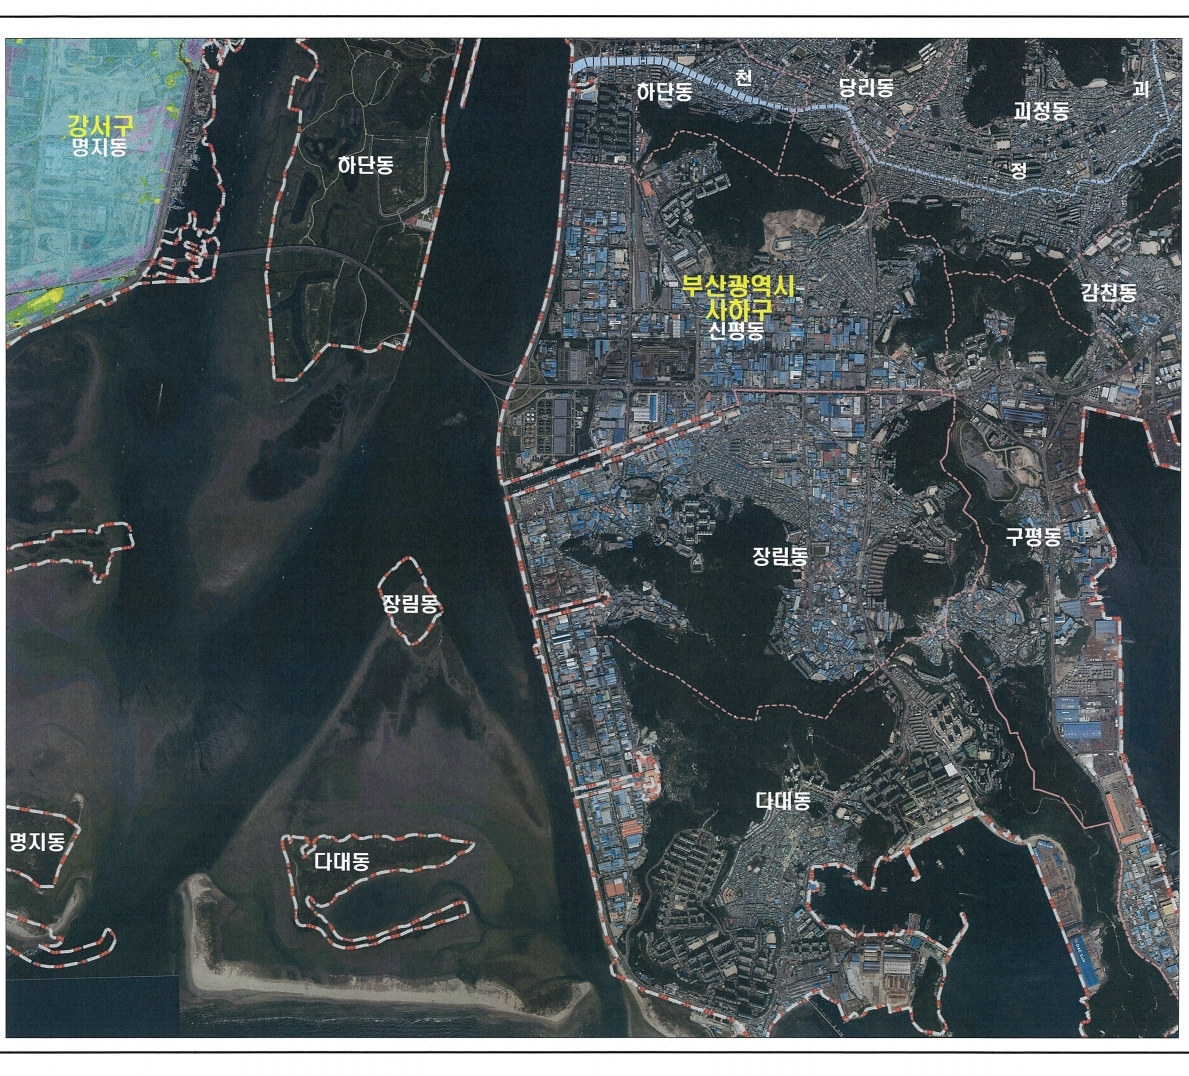 하단동
천
당리동
괴
괴정동
강서구
명지동
하단동
정
부산광역시
사하구
신평동
감천동
구평동
장림동
장림동
다대동
명지동
다대동